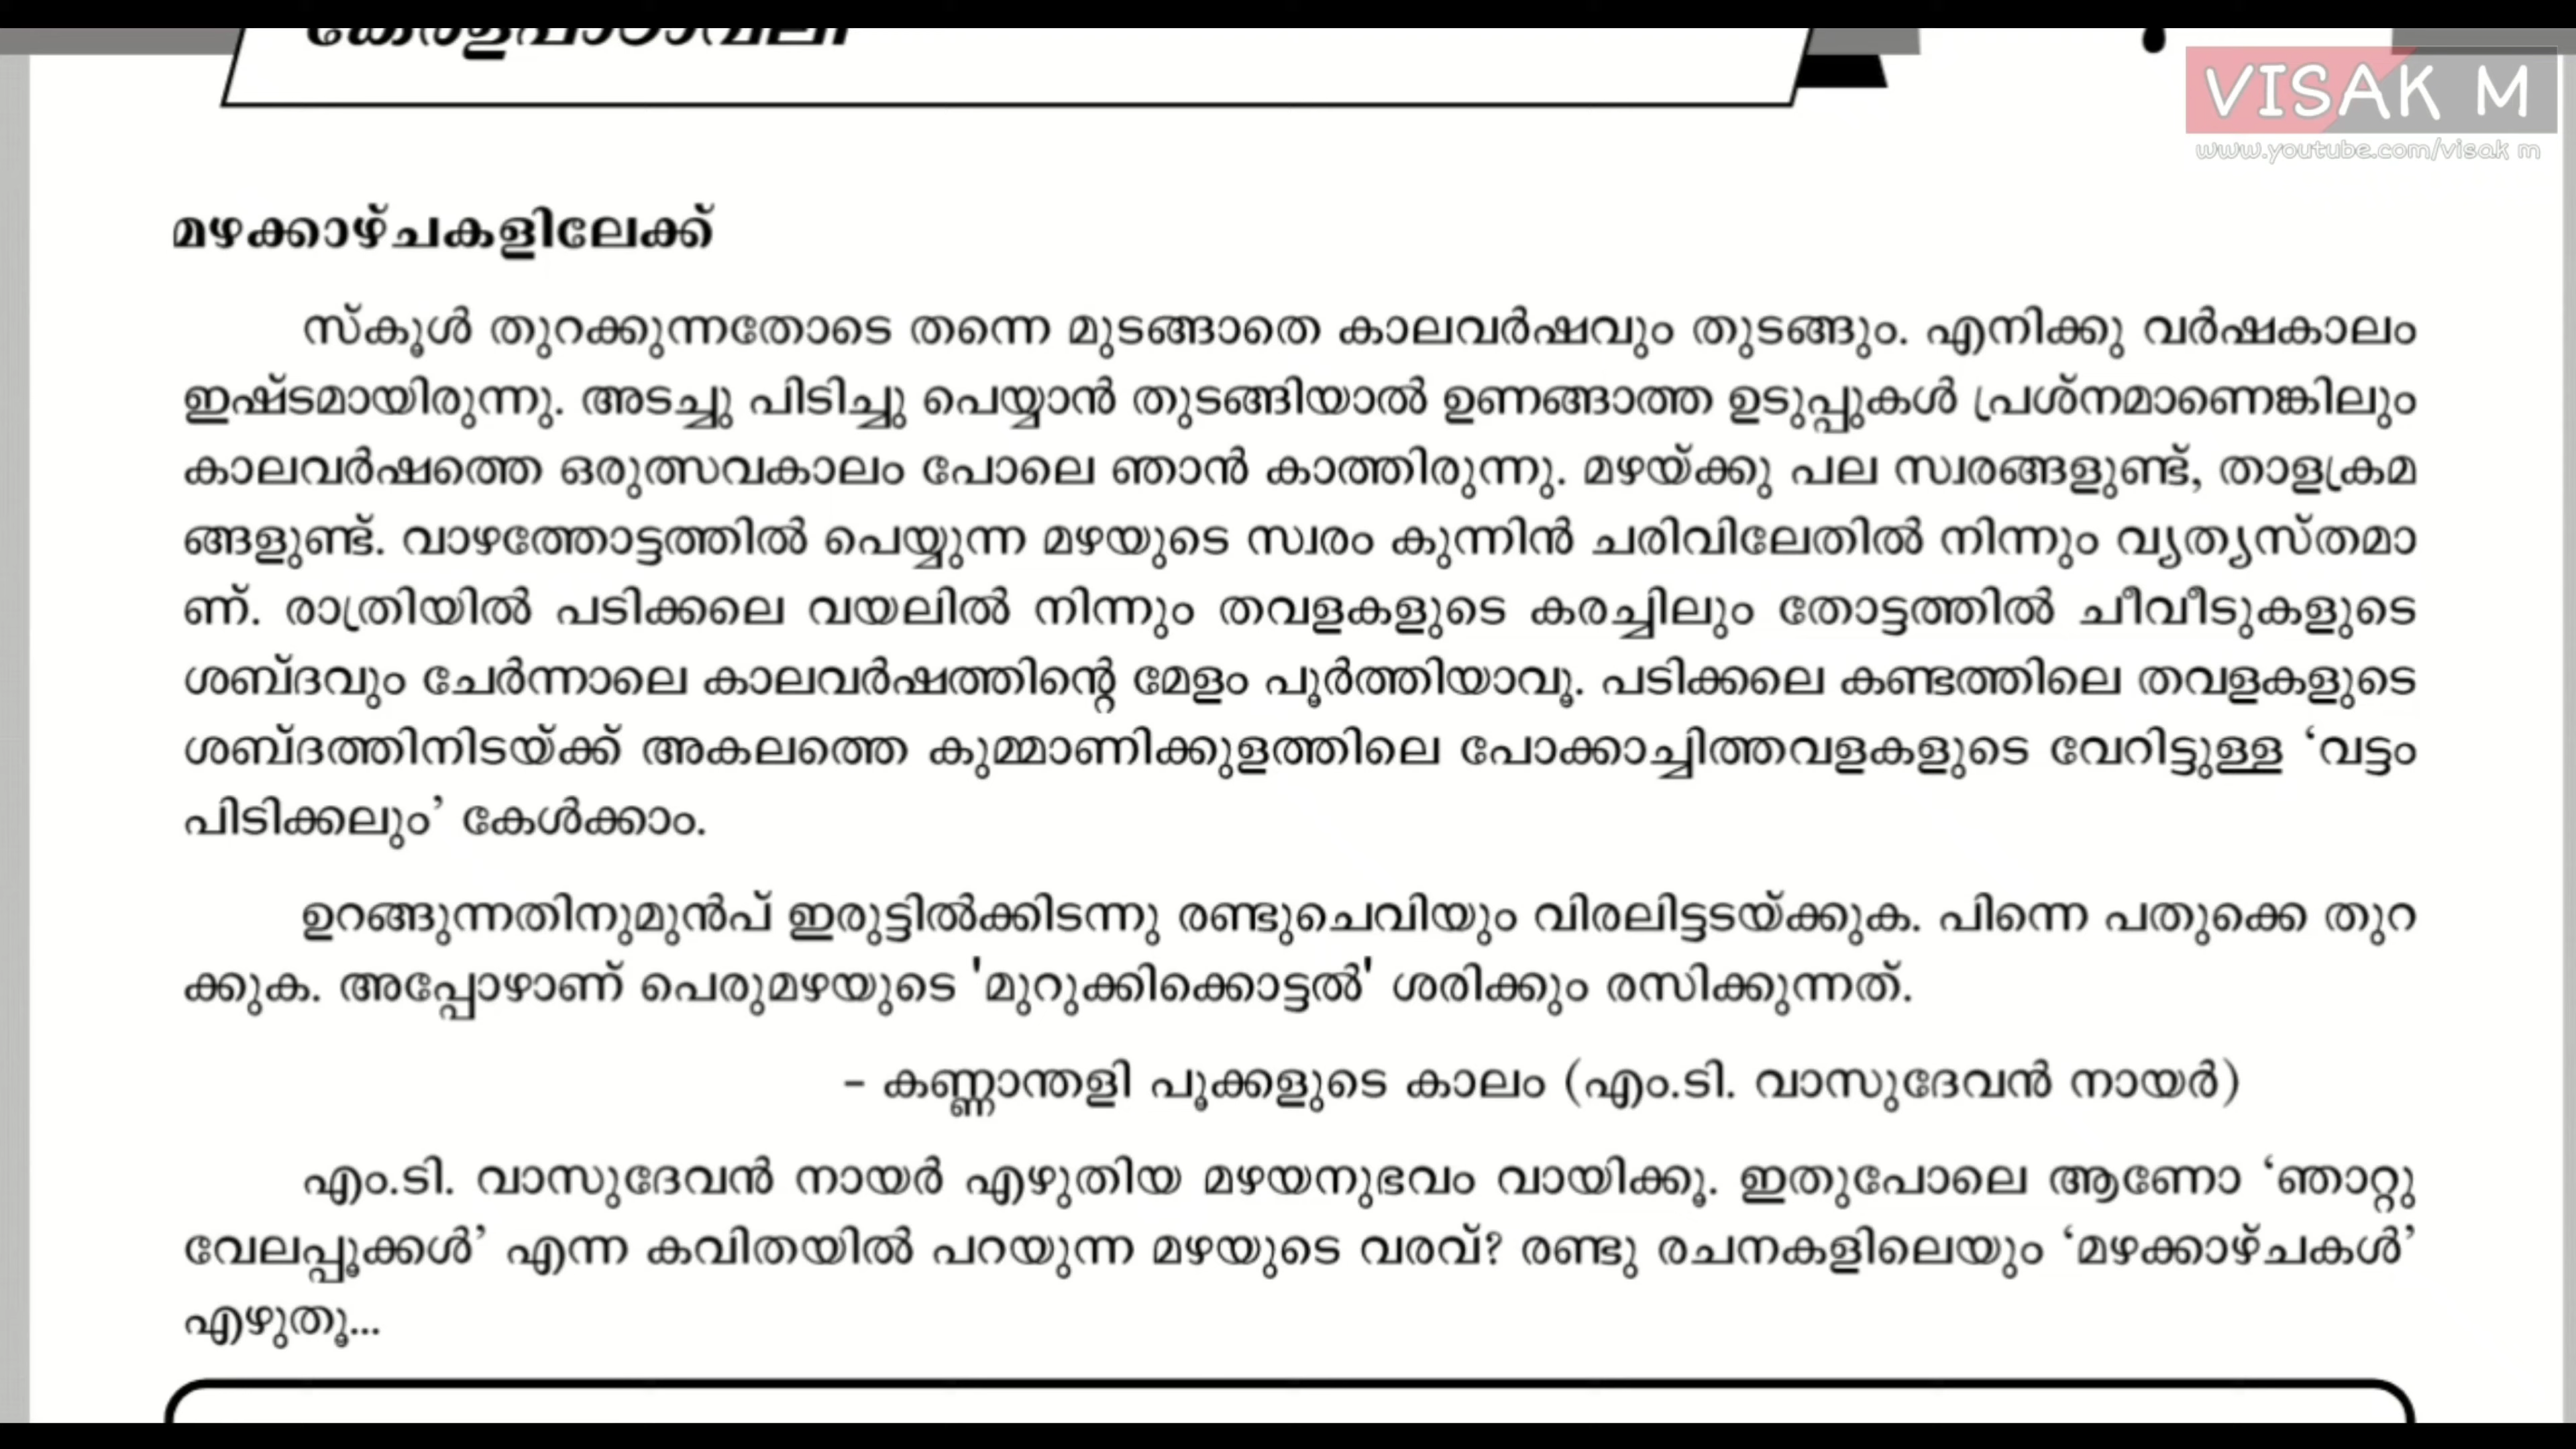 കേരളപാഠാവലി
VISAK M
www.youtube.com/visak m
മഴക്കാഴ്ചകളിലേക്ക്
സ്കൂൾ തുറക്കുന്നതോടെ തന്നെ മുടങ്ങാതെ കാലവർഷവും തുടങ്ങും. എനിക്കു വർഷകാലം
ഇഷ്ടമായിരുന്നു. അടച്ചു പിടിച്ചു പെയ്യാൻ തുടങ്ങിയാൽ ഉണങ്ങാത്ത ഉടുപ്പുകൾ പ്രശ്നമാണെങ്കിലും
കാലവർഷത്തെ ഒരുത്സവകാലം പോലെ ഞാൻ കാത്തിരുന്നു. മഴയ്ക്കു പല സ്വരങ്ങളുണ്ട്, താളക്രമ
ങ്ങളുണ്ട്. വാഴത്തോട്ടത്തിൽ പെയ്യുന്ന മഴയുടെ സ്വരം കുന്നിൻ ചരിവിലേതിൽ നിന്നും വ്യത്യസ്തമാ
ണ്. രാത്രിയിൽ പടിക്കലെ വയലിൽ നിന്നും തവളകളുടെ കരച്ചിലും തോട്ടത്തിൽ ചീവീടുകളുടെ
ശബ്ദവും ചേർന്നാലെ കാലവർഷത്തിന്റെ മേളം പൂർത്തിയാവൂ. പടിക്കലെ കണ്ടത്തിലെ തവളകളുടെ
ശബ്ദത്തിനിടയ്ക്ക് അകലത്തെ കുമ്മാണിക്കുളത്തിലെ പോക്കാച്ചിത്തവളകളുടെ വേറിട്ടുള്ള ‘വട്ടം
പിടിക്കലും’ കേൾക്കാം.
ഉറങ്ങുന്നതിനുമുൻപ് ഇരുട്ടിൽക്കിടന്നു രണ്ടുചെവിയും വിരലിട്ടടയ്ക്കുക. പിന്നെ പതുക്കെ തുറ
ക്കുക. അപ്പോഴാണ് പെരുമഴയുടെ 'മുറുക്കിക്കൊട്ടൽ' ശരിക്കും രസിക്കുന്നത്.
– കണ്ണാന്തളി പൂക്കളുടെ കാലം (എം.ടി. വാസുദേവൻ നായർ)
എം.ടി. വാസുദേവൻ നായർ എഴുതിയ മഴയനുഭവം വായിക്കൂ. ഇതുപോലെ ആണോ ‘ഞാറ്റു
വേലപ്പൂക്കൾ’ എന്ന കവിതയിൽ പറയുന്ന മഴയുടെ വരവ്? രണ്ടു രചനകളിലെയും ‘മഴക്കാഴ്ചകൾ’
എഴുതൂ...